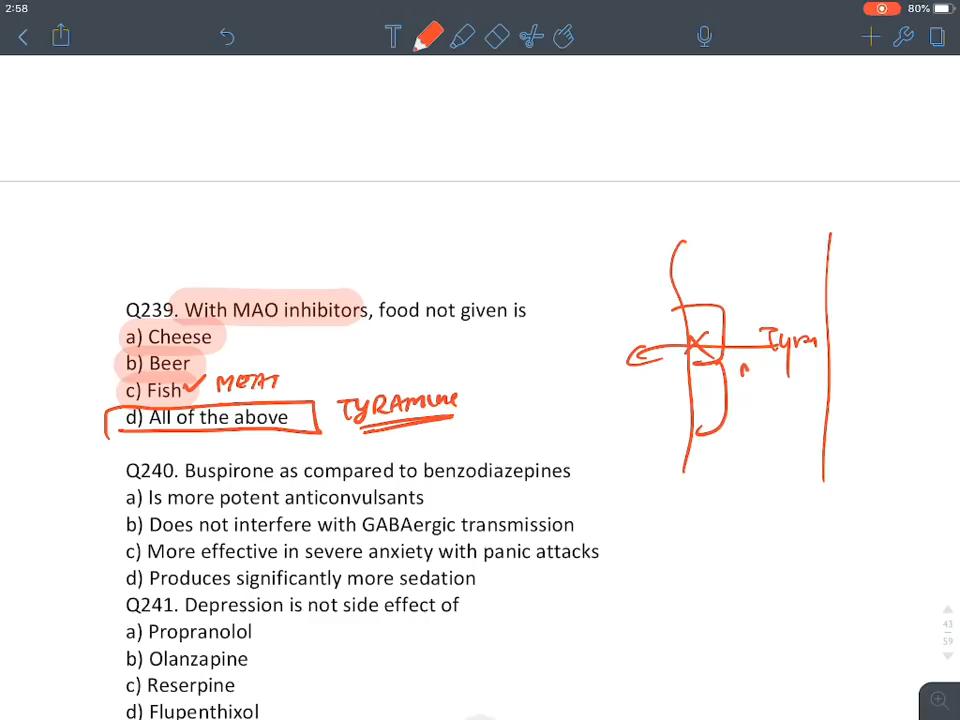 2:58
80%
T
Q239. With MAO inhibitors, food not given is
a) Cheese
b) Beer
c) Fish MEAT
d) All of the above TYRAMINE
Tyra
Q240. Buspirone as compared to benzodiazepines
a) Is more potent anticonvulsants
b) Does not interfere with GABAergic transmission
c) More effective in severe anxiety with panic attacks
d) Produces significantly more sedation
Q241. Depression is not side effect of
a) Propranolol
b) Olanzapine
c) Reserpine
d) Flupenthixol
43
59